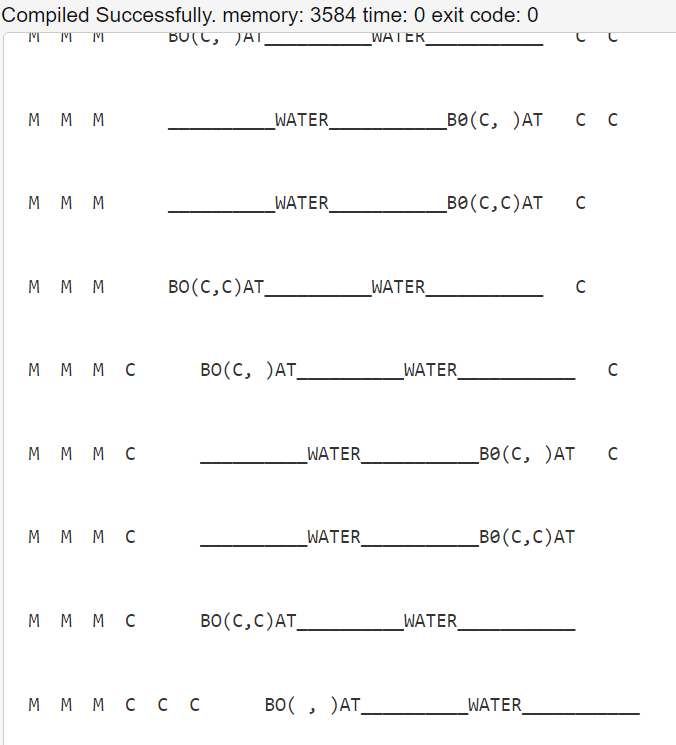 Compiled Successfully. memory: 3584 time: 0 exit code: 0
M  M  M      BO(C, )AT__________WATER___________   C  C
M  M  M      __________WATER___________B0(C, )AT   C  C
M  M  M      __________WATER___________B0(C,C)AT   C
M  M  M      BO(C,C)AT__________WATER___________   C
M  M  M  C      BO(C, )AT__________WATER___________   C
M  M  M  C      __________WATER___________B0(C, )AT   C
M  M  M  C      __________WATER___________B0(C,C)AT
M  M  M  C      BO(C,C)AT__________WATER___________
M  M  M  C  C  C      BO( , )AT__________WATER___________